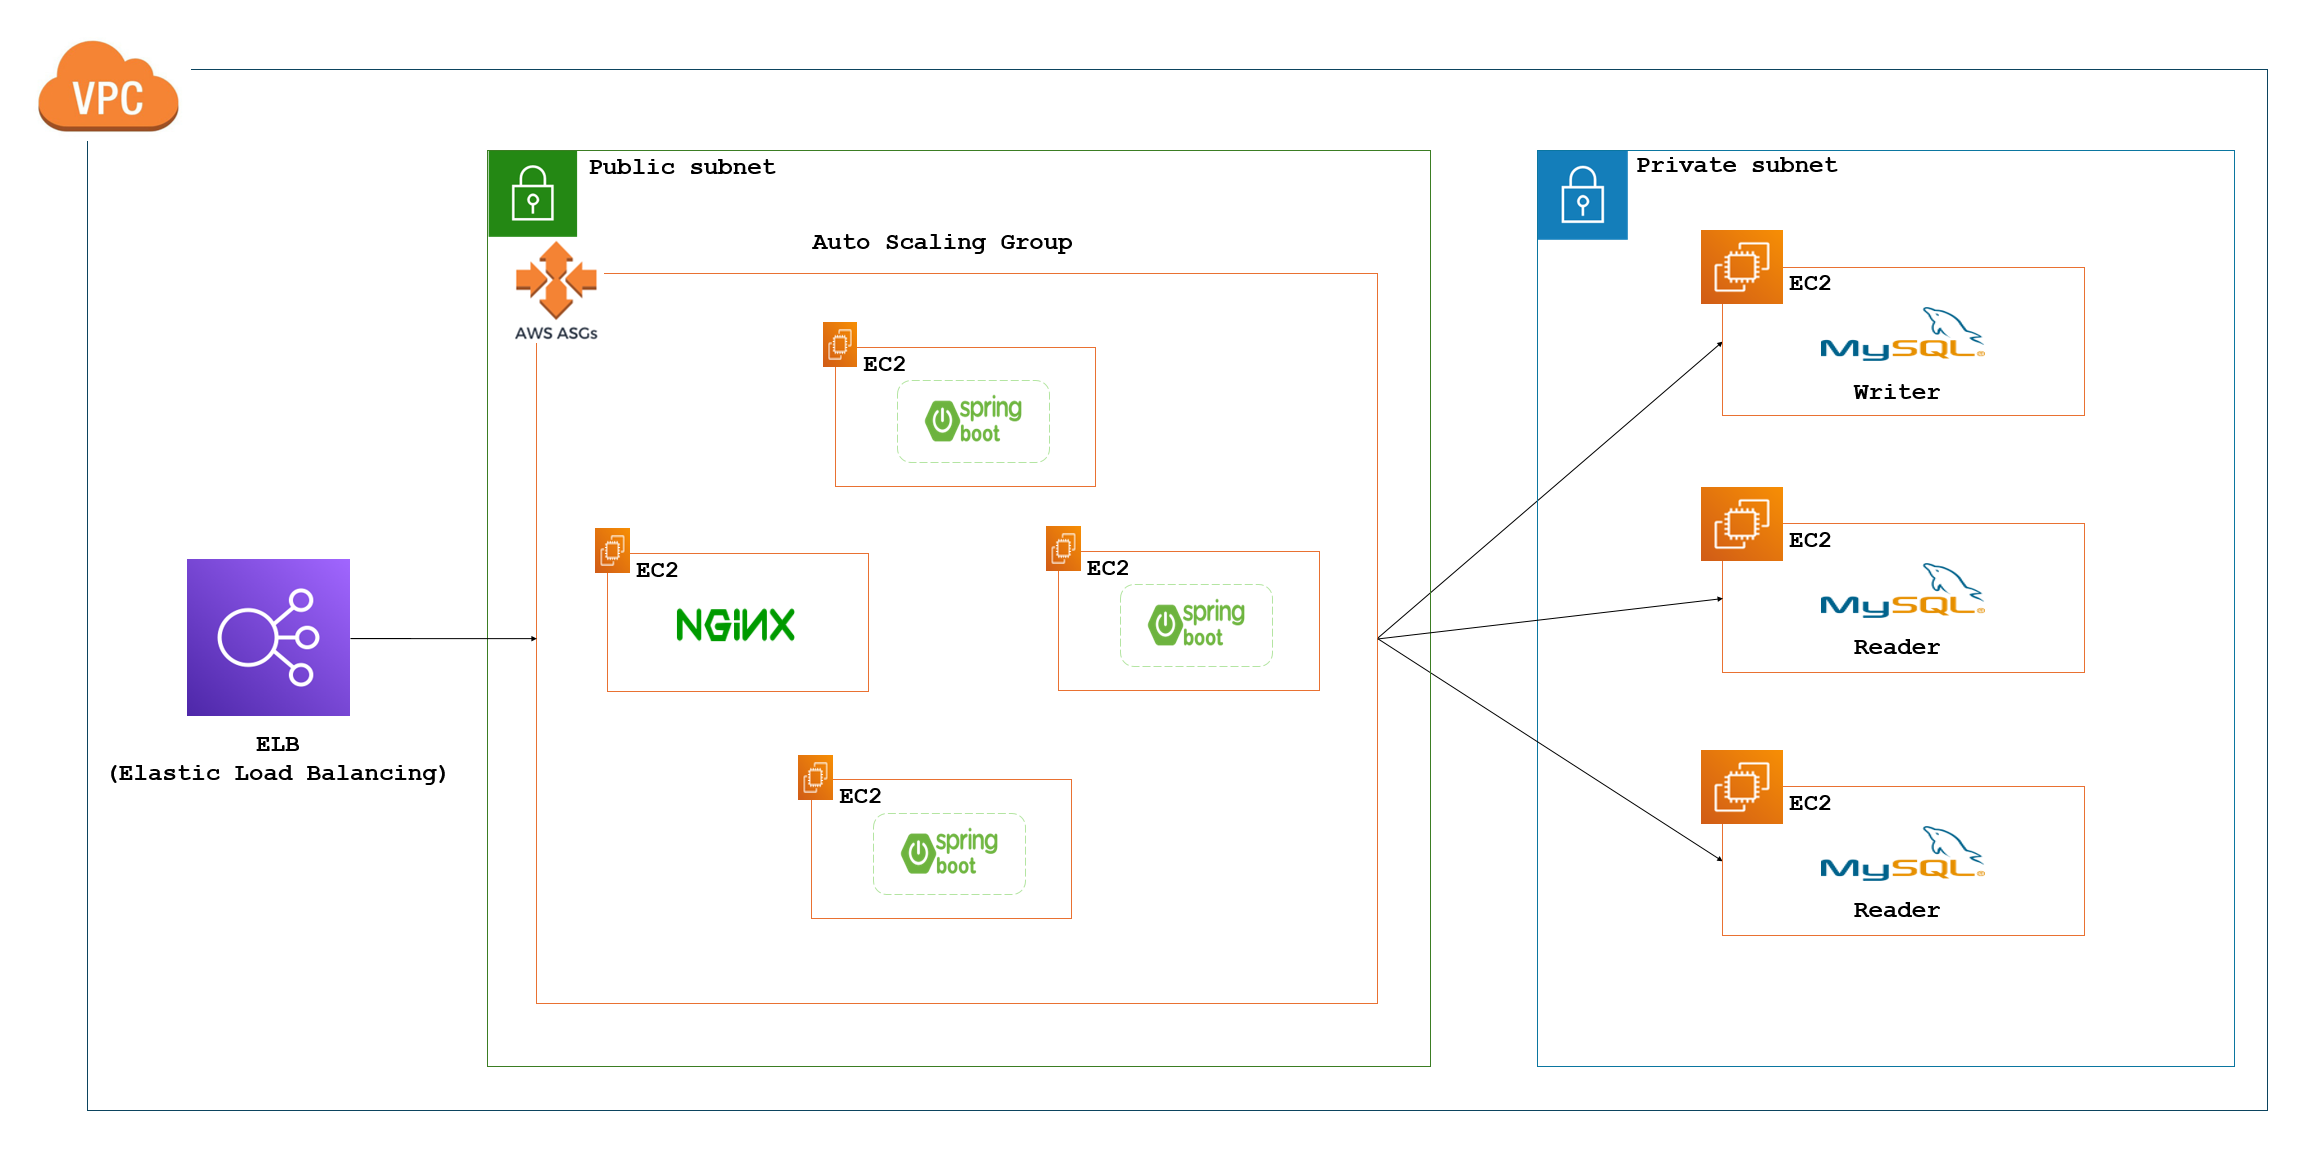 VPC
Public subnet
Private subnet
Auto Scaling Group
AWS ASGs
EC2
spring
boot
EC2
NGINX
EC2
spring
boot
EC2
spring
boot
ELB
(Elastic Load Balancing)
EC2
MySQL®
Writer
EC2
MySQL®
Reader
EC2
MySQL®
Reader